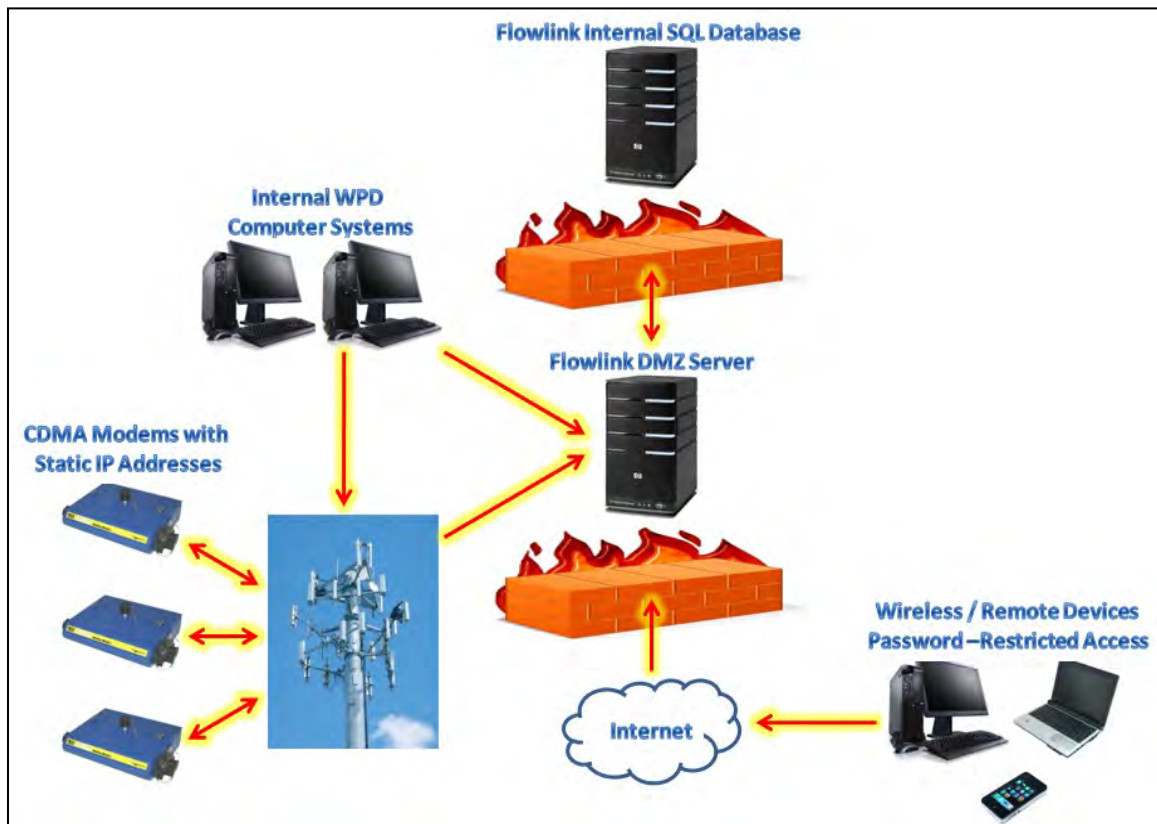 Flowlink Internal SQL Database
Internal WPD
Computer Systems
Flowlink DMZ Server
CDMA Modems with
Static IP Addresses
Wireless / Remote Devices
Password –Restricted Access
Internet